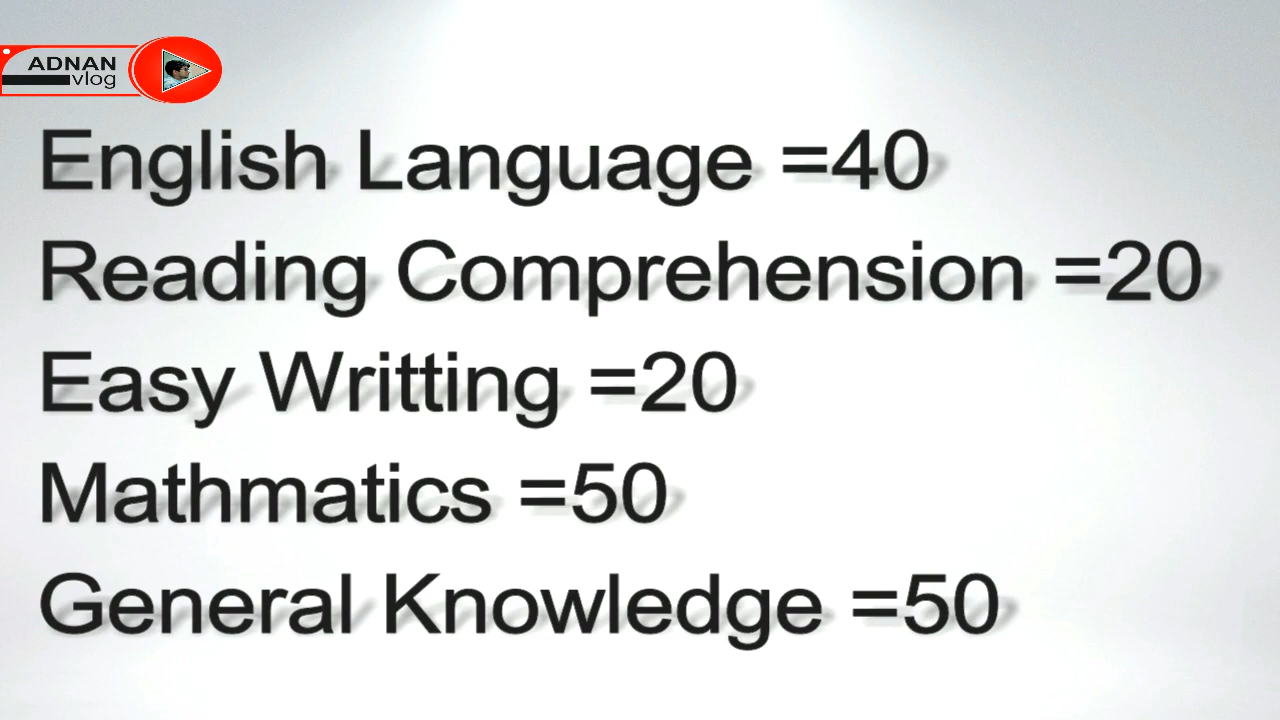 ADNAN
vlog
English Language =40
Reading Comprehension =20
Easy Writting =20
Mathmatics =50
General Knowledge =50